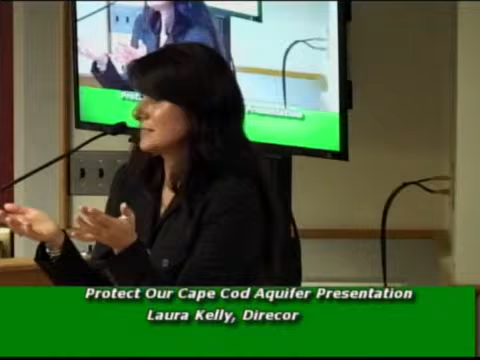 Protect Our Cape Cod Aquifer Presentation
Laura Kelly, Direcor